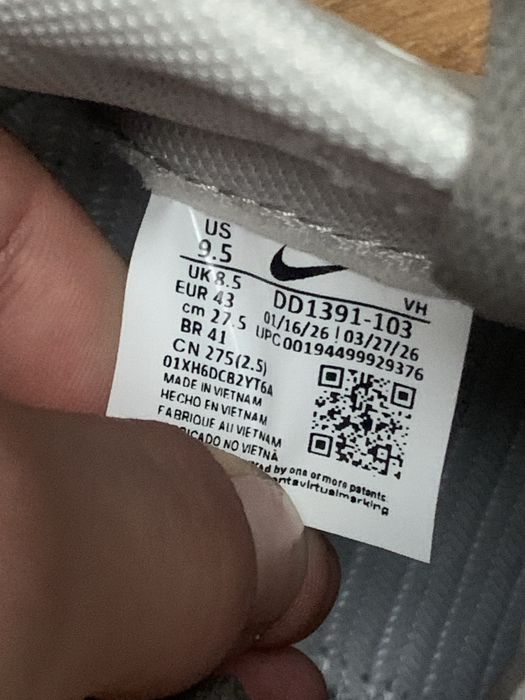 US
9.5
UK 8.5
EUR 43
cm 27.5
BR 41
CN 275(2.5)
01XH6DCB2YT6A
MADE IN VIETNAM
HECHO EN VIETNAM
FABRIQUE AU VIETNAM
NO VIETNÃ
VH
DD1391-103
01/16/26 | 03/27/26
UPC 00194499929376
by one or more patents.